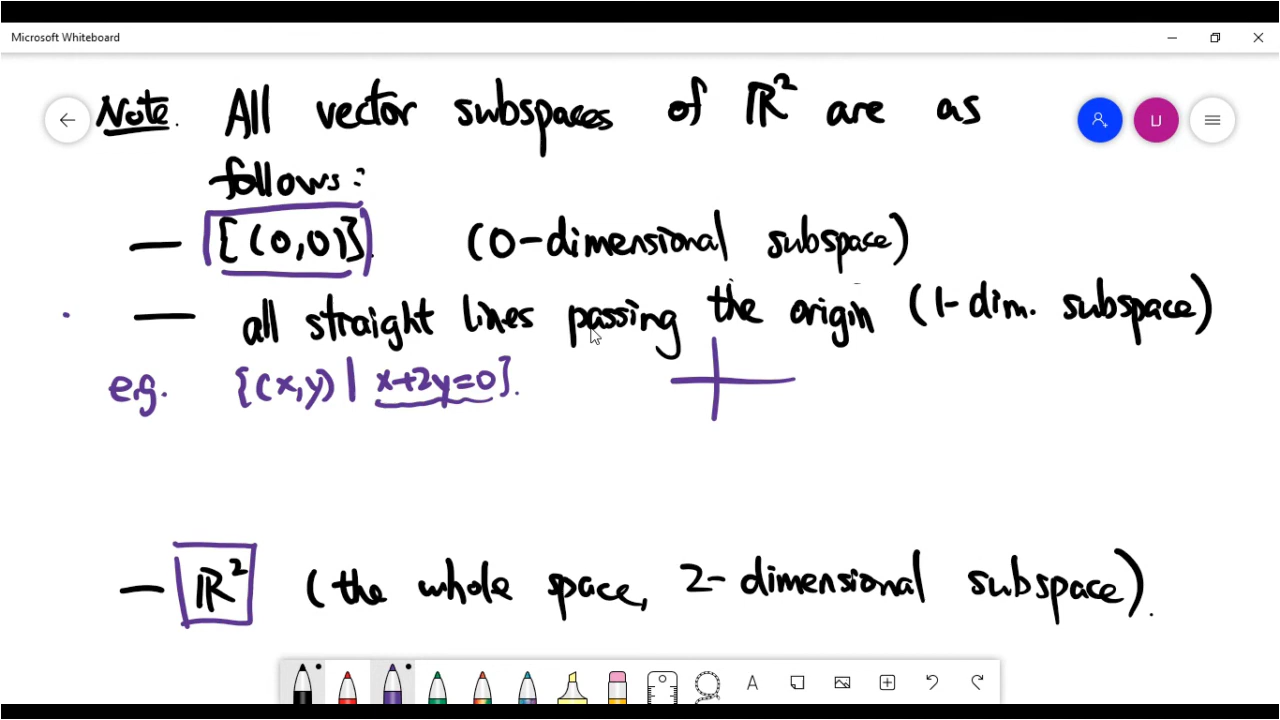 Microsoft Whiteboard
Note. All vector subspaces of ℝ² are as
follows:
— {(0,0)}. (0-dimensional subspace)
— all straight lines passing the origin (1-dim. subspace)
e.g. {(x,y) | x+2y=0}.
— ℝ² (the whole space, 2-dimensional subspace).
IJ
A